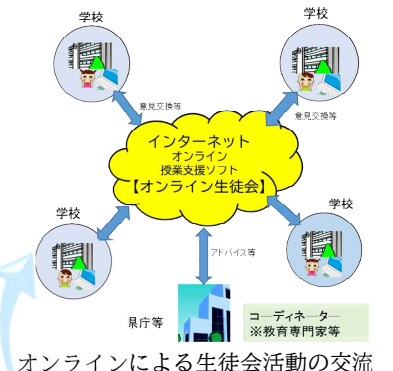 学校
学校
意見交換等
意見交換等
インターネット
オンライン
授業支援ソフト
【オンライン生徒会】
学校
学校
アドバイス等
県庁等
コーディネーター
※教育専門家等
オンラインによる生徒会活動の交流